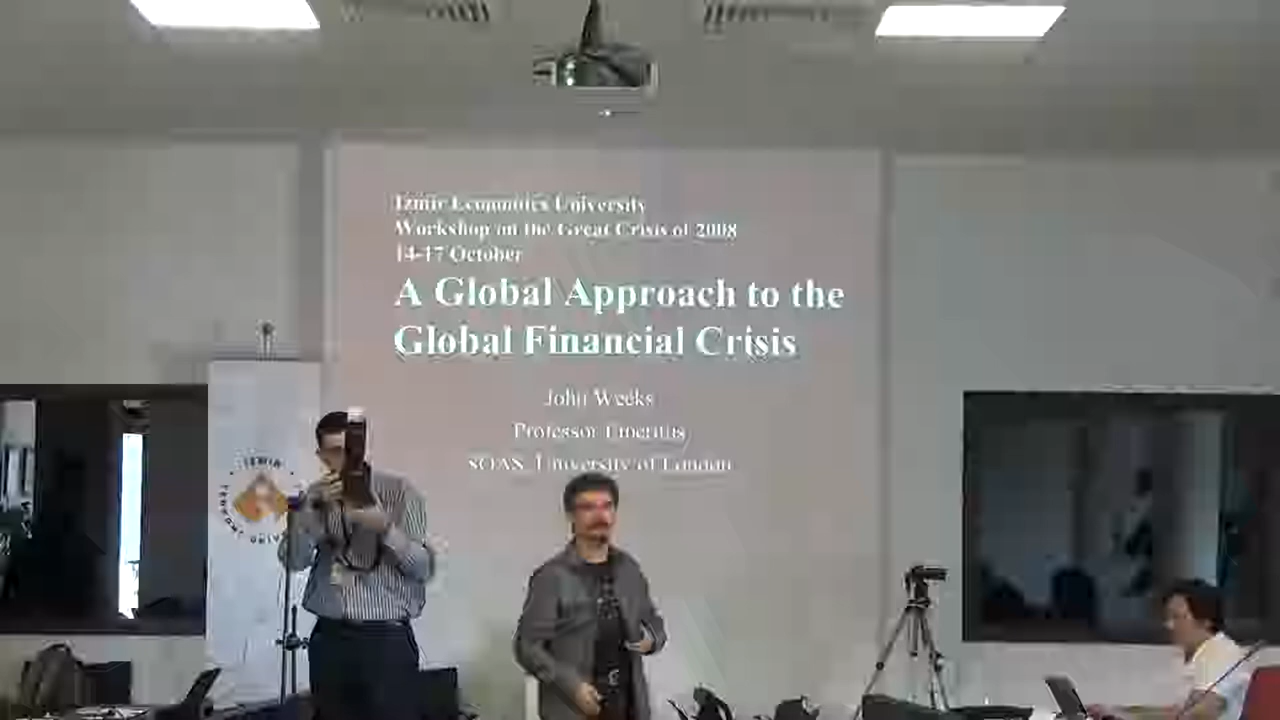 Izmir Economics University
Workshop on the Great Crisis of 2008
14-17 October
A Global Approach to the
Global Financial Crisis
John Weeks
Professor Emeritus
SOAS, University of London
IZMIR